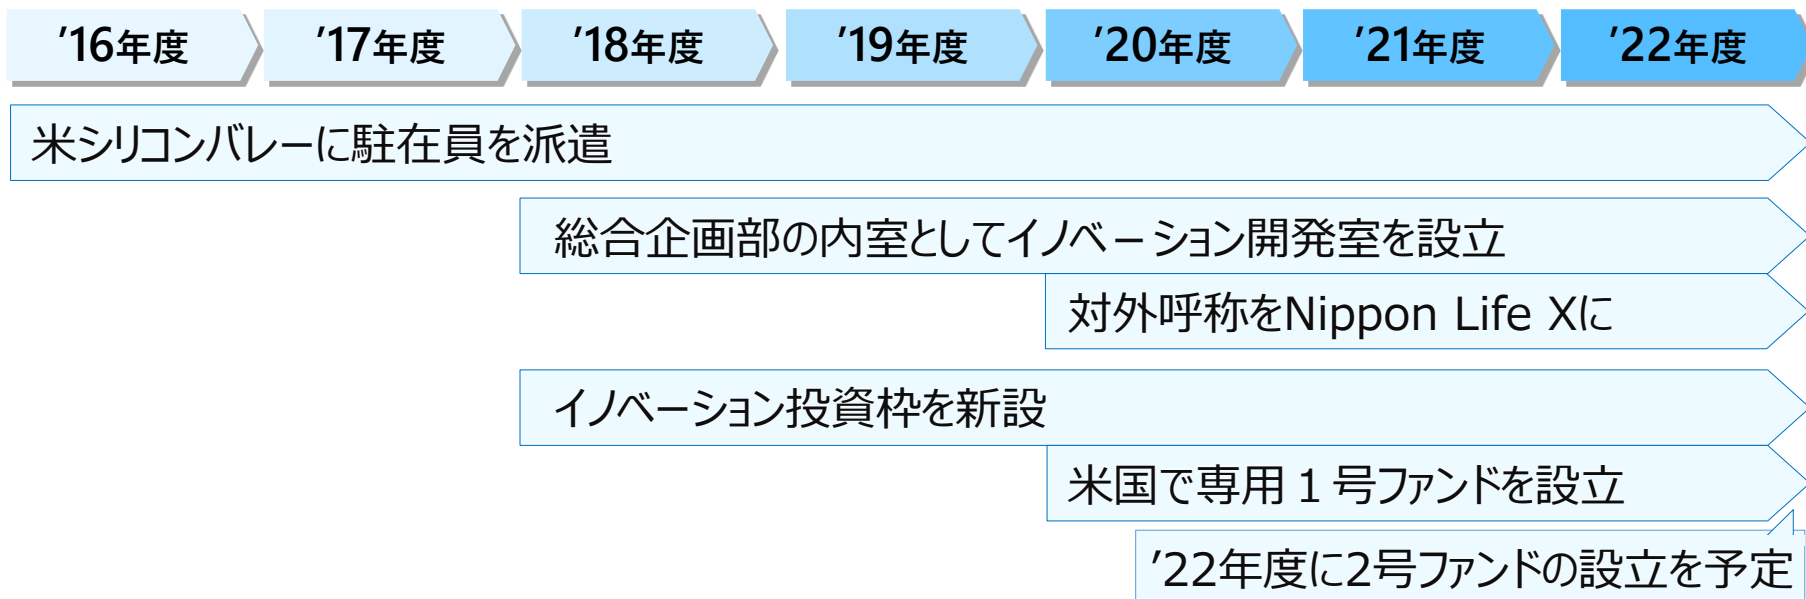 ’16年度 ’17年度 ’18年度 ’19年度 ’20年度 ’21年度 ’22年度
米シリコンバレーに駐在員を派遣
総合企画部の内室としてイノベーション開発室を設立
対外呼称をNippon Life Xに
イノベーション投資枠を新設
米国で専用１号ファンドを設立
’22年度に2号ファンドの設立を予定